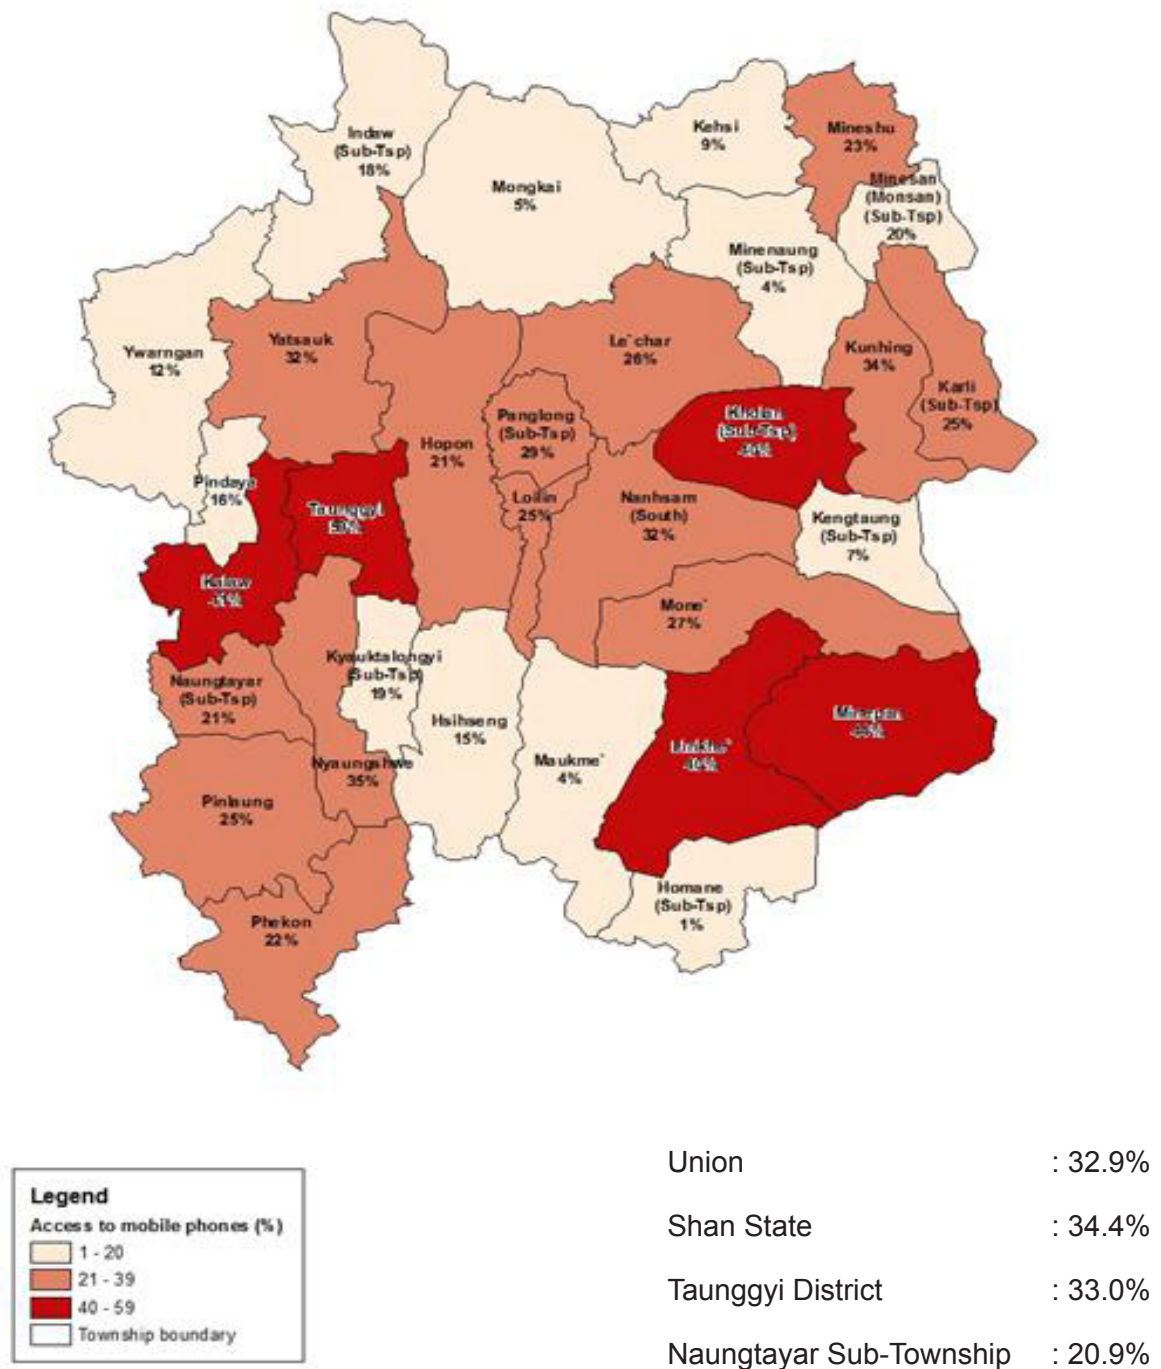 Indaw
(Sub-Tsp)
18%
Kehsi
9%
Mineshu
23%
Mongkai
5%
Minesan
(Monsan)
(Sub-Tsp)
20%
Minenaung
(Sub-Tsp)
4%
Ywarngan
12%
Yatsauk
32%
Le`char
26%
Kunhing
34%
Karli
(Sub-Tsp)
25%
Panglong
(Sub-Tsp)
29%
(Sub-Tsp)
Hopon
21%
Pindaya
16%
Taunggyi
Loilin
25%
Nanhsam
(South)
32%
Kengtaung
(Sub-Tsp)
7%
Kalaw
Mone`
27%
Kyauktalongyi
(Sub-Tsp)
19%
Naungtayar
(Sub-Tsp)
21%
Hsihseng
15%
Minepan
Linkhe`
Maukme`
4%
Nyaungshwe
35%
Pinlaung
25%
Homane
(Sub-Tsp)
1%
Phekon
22%
Legend
Access to mobile phones (%)
1 - 20
21 - 39
40 - 59
Township boundary
Union : 32.9%
Shan State : 34.4%
Taunggyi District : 33.0%
Naungtayar Sub-Township : 20.9%